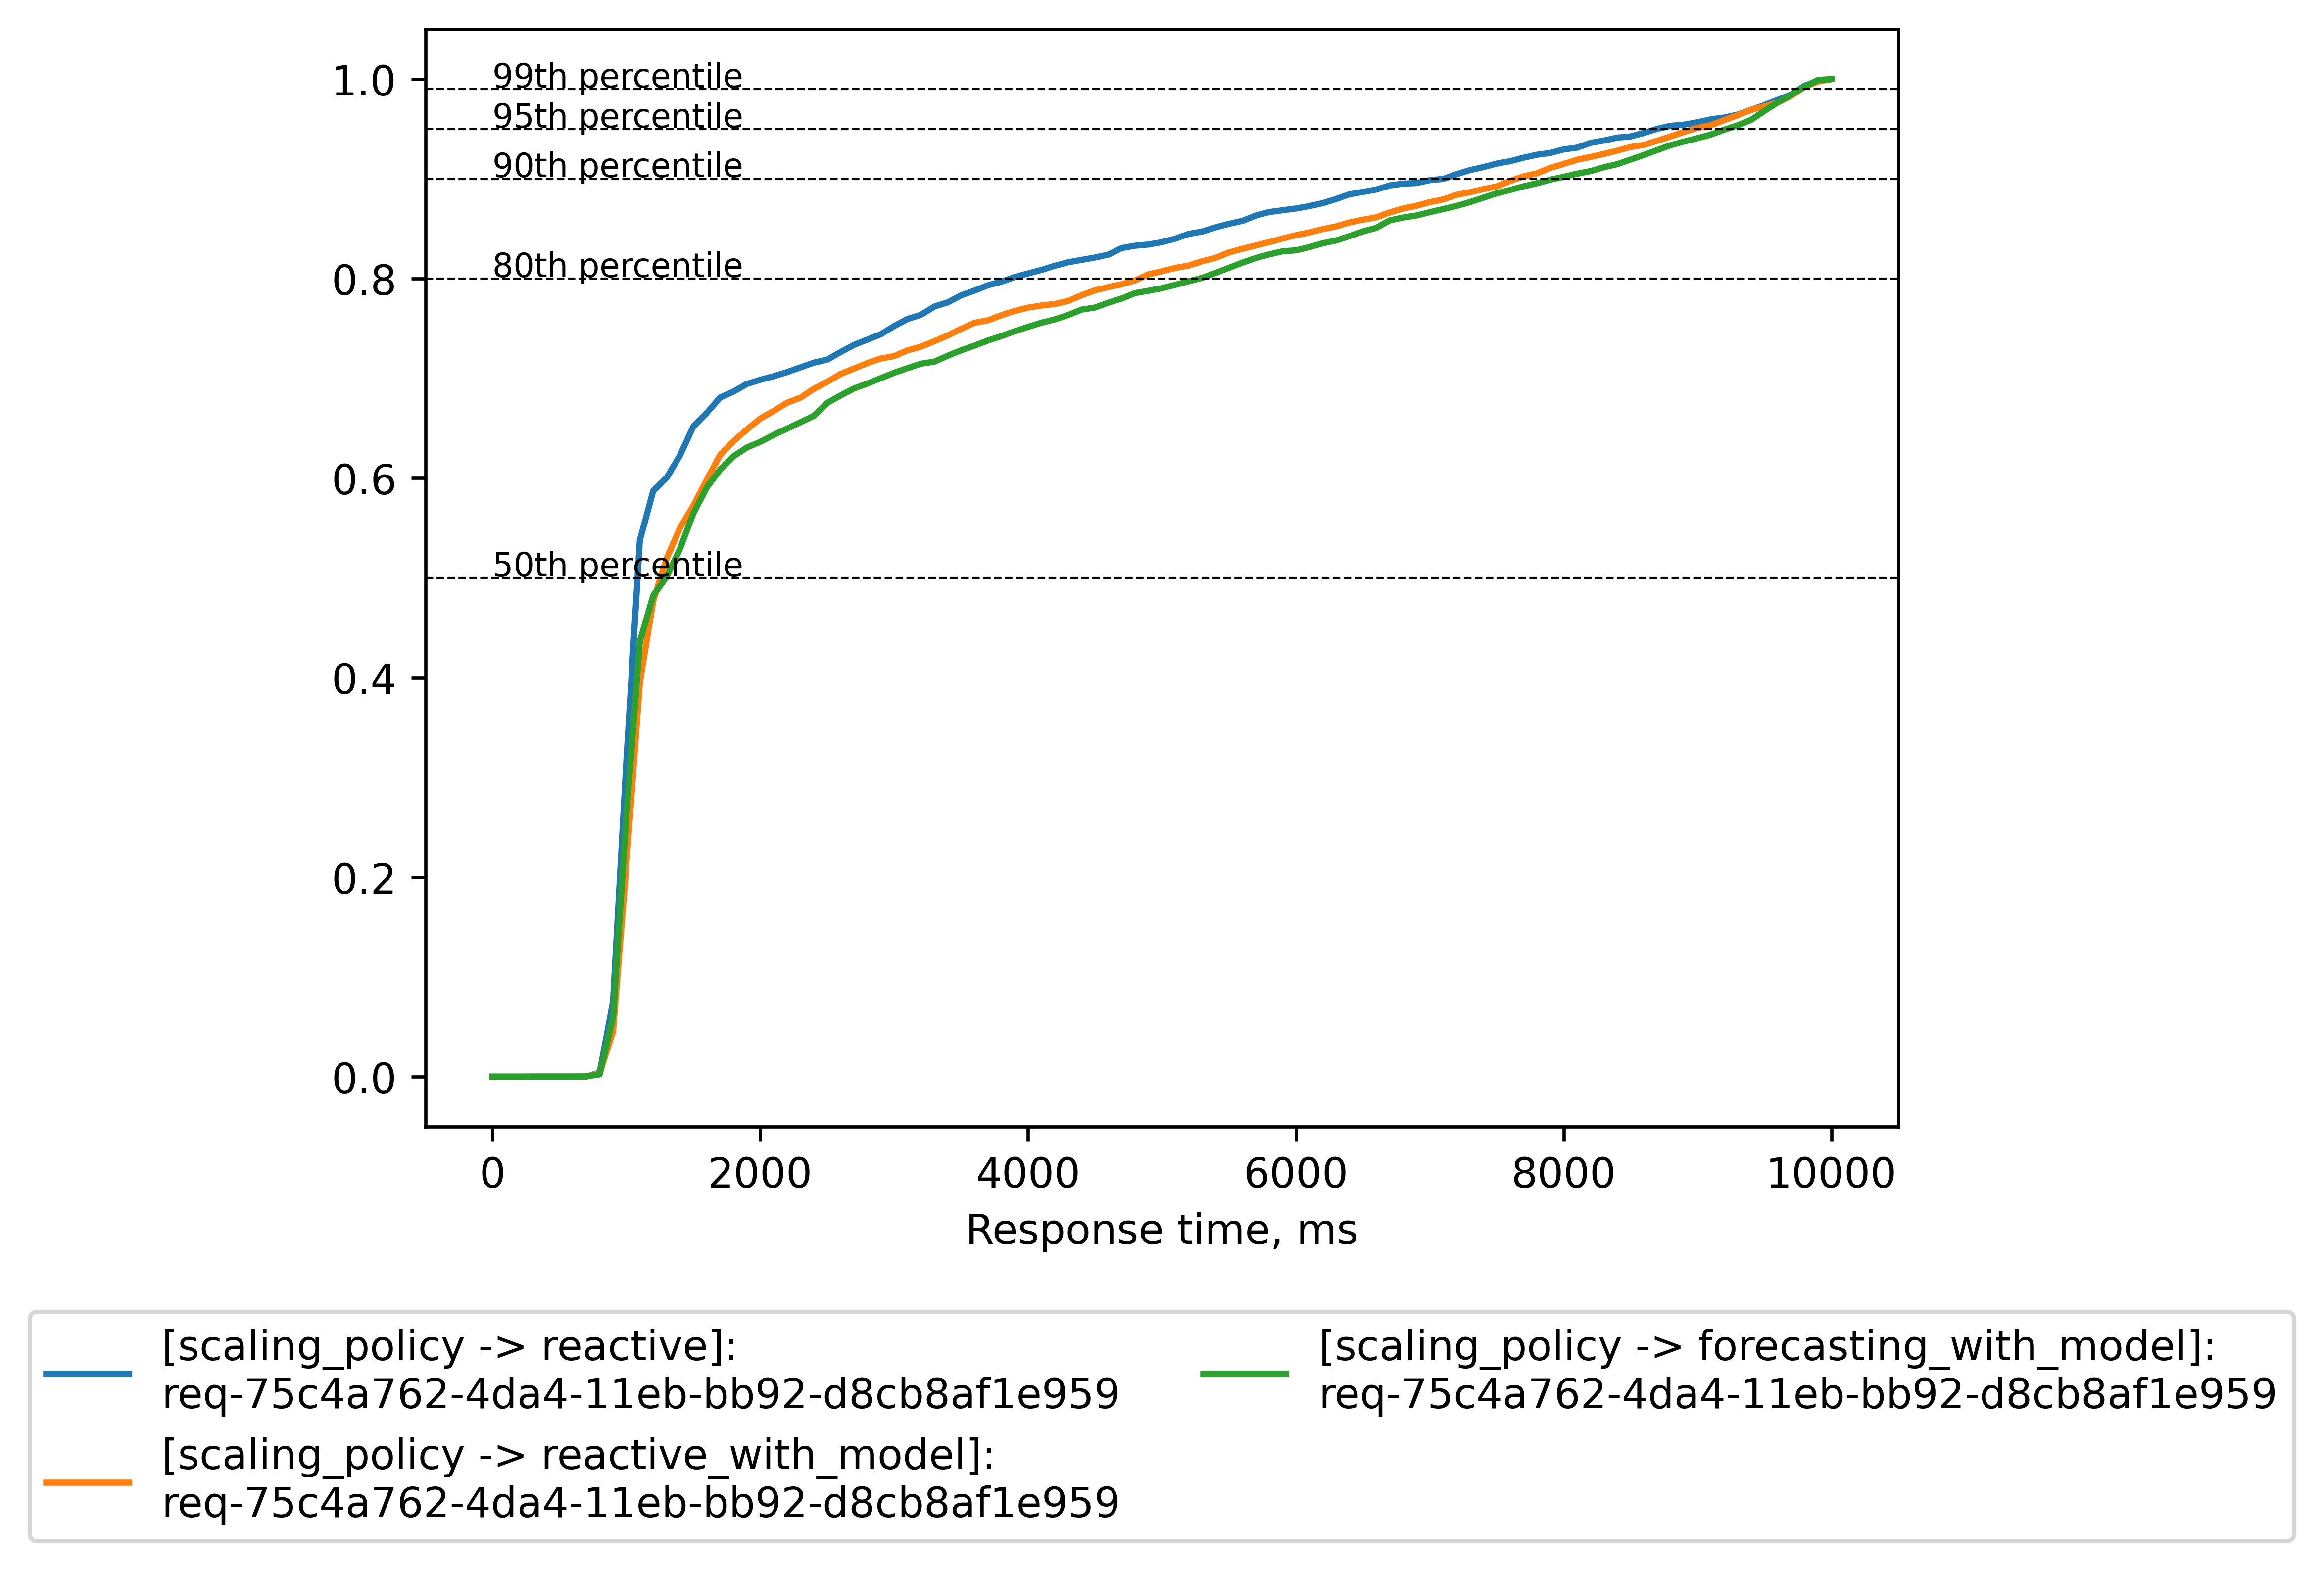 1.0
0.8
0.6
0.4
0.2
0.0
99th percentile
95th percentile
90th percentile
80th percentile
50th percentile
0 2000 4000 6000 8000 10000
Response time, ms
[scaling_policy -> reactive]:
req-75c4a762-4da4-11eb-bb92-d8cb8af1e959
[scaling_policy -> reactive_with_model]:
req-75c4a762-4da4-11eb-bb92-d8cb8af1e959
[scaling_policy -> forecasting_with_model]:
req-75c4a762-4da4-11eb-bb92-d8cb8af1e959